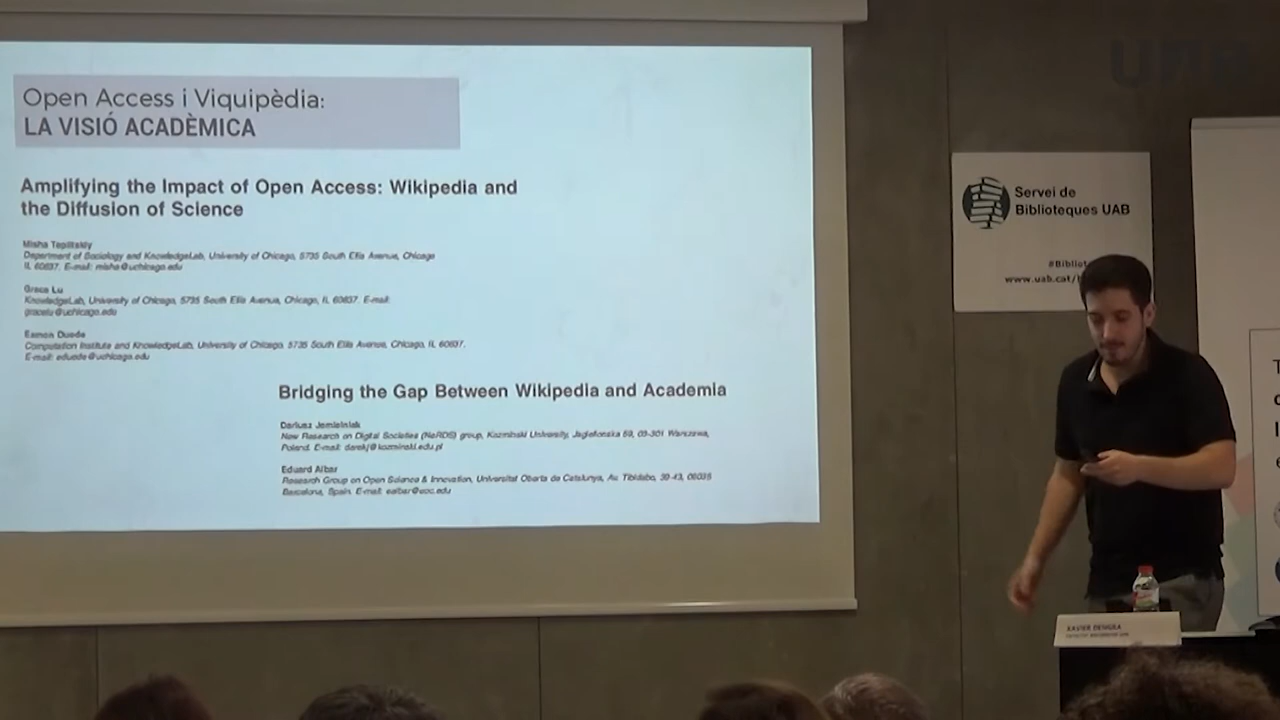 Open Access i Viquipèdia:
LA VISIÓ ACADÈMICA
Amplifying the Impact of Open Access: Wikipedia and
the Diffusion of Science
Misha Teplitskiy
Department of Sociology and KnowledgeLab, University of Chicago, 5735 South Ellis Avenue, Chicago
IL 60637. E-mail: misha@uchicago.edu
Grace Lu
KnowledgeLab, University of Chicago, 5735 South Ellis Avenue, Chicago, IL 60637. E-mail:
gracelu@uchicago.edu
Eamon Duede
Computation Institute and KnowledgeLab, University of Chicago, 5735 South Ellis Avenue, Chicago, IL 60637.
E-mail: eduede@uchicago.edu
Bridging the Gap Between Wikipedia and Academia
Dariusz Jemielniak
New Research on Digital Societies (NeRDS) group, Kozminski University, Jagiellonska 59, 03-301 Warszawa,
Poland. E-mail: darekj@kozminski.edu.pl
Eduard Aibar
Research Group on Open Science & Innovation, Universitat Oberta de Catalunya, Av. Tibidabo, 39-43, 08035
Barcelona, Spain. E-mail: eaibar@uoc.edu
UAB
Servei de
Biblioteques UAB
#Bibliot
www.uab.cat/
XAVIER DENGRA